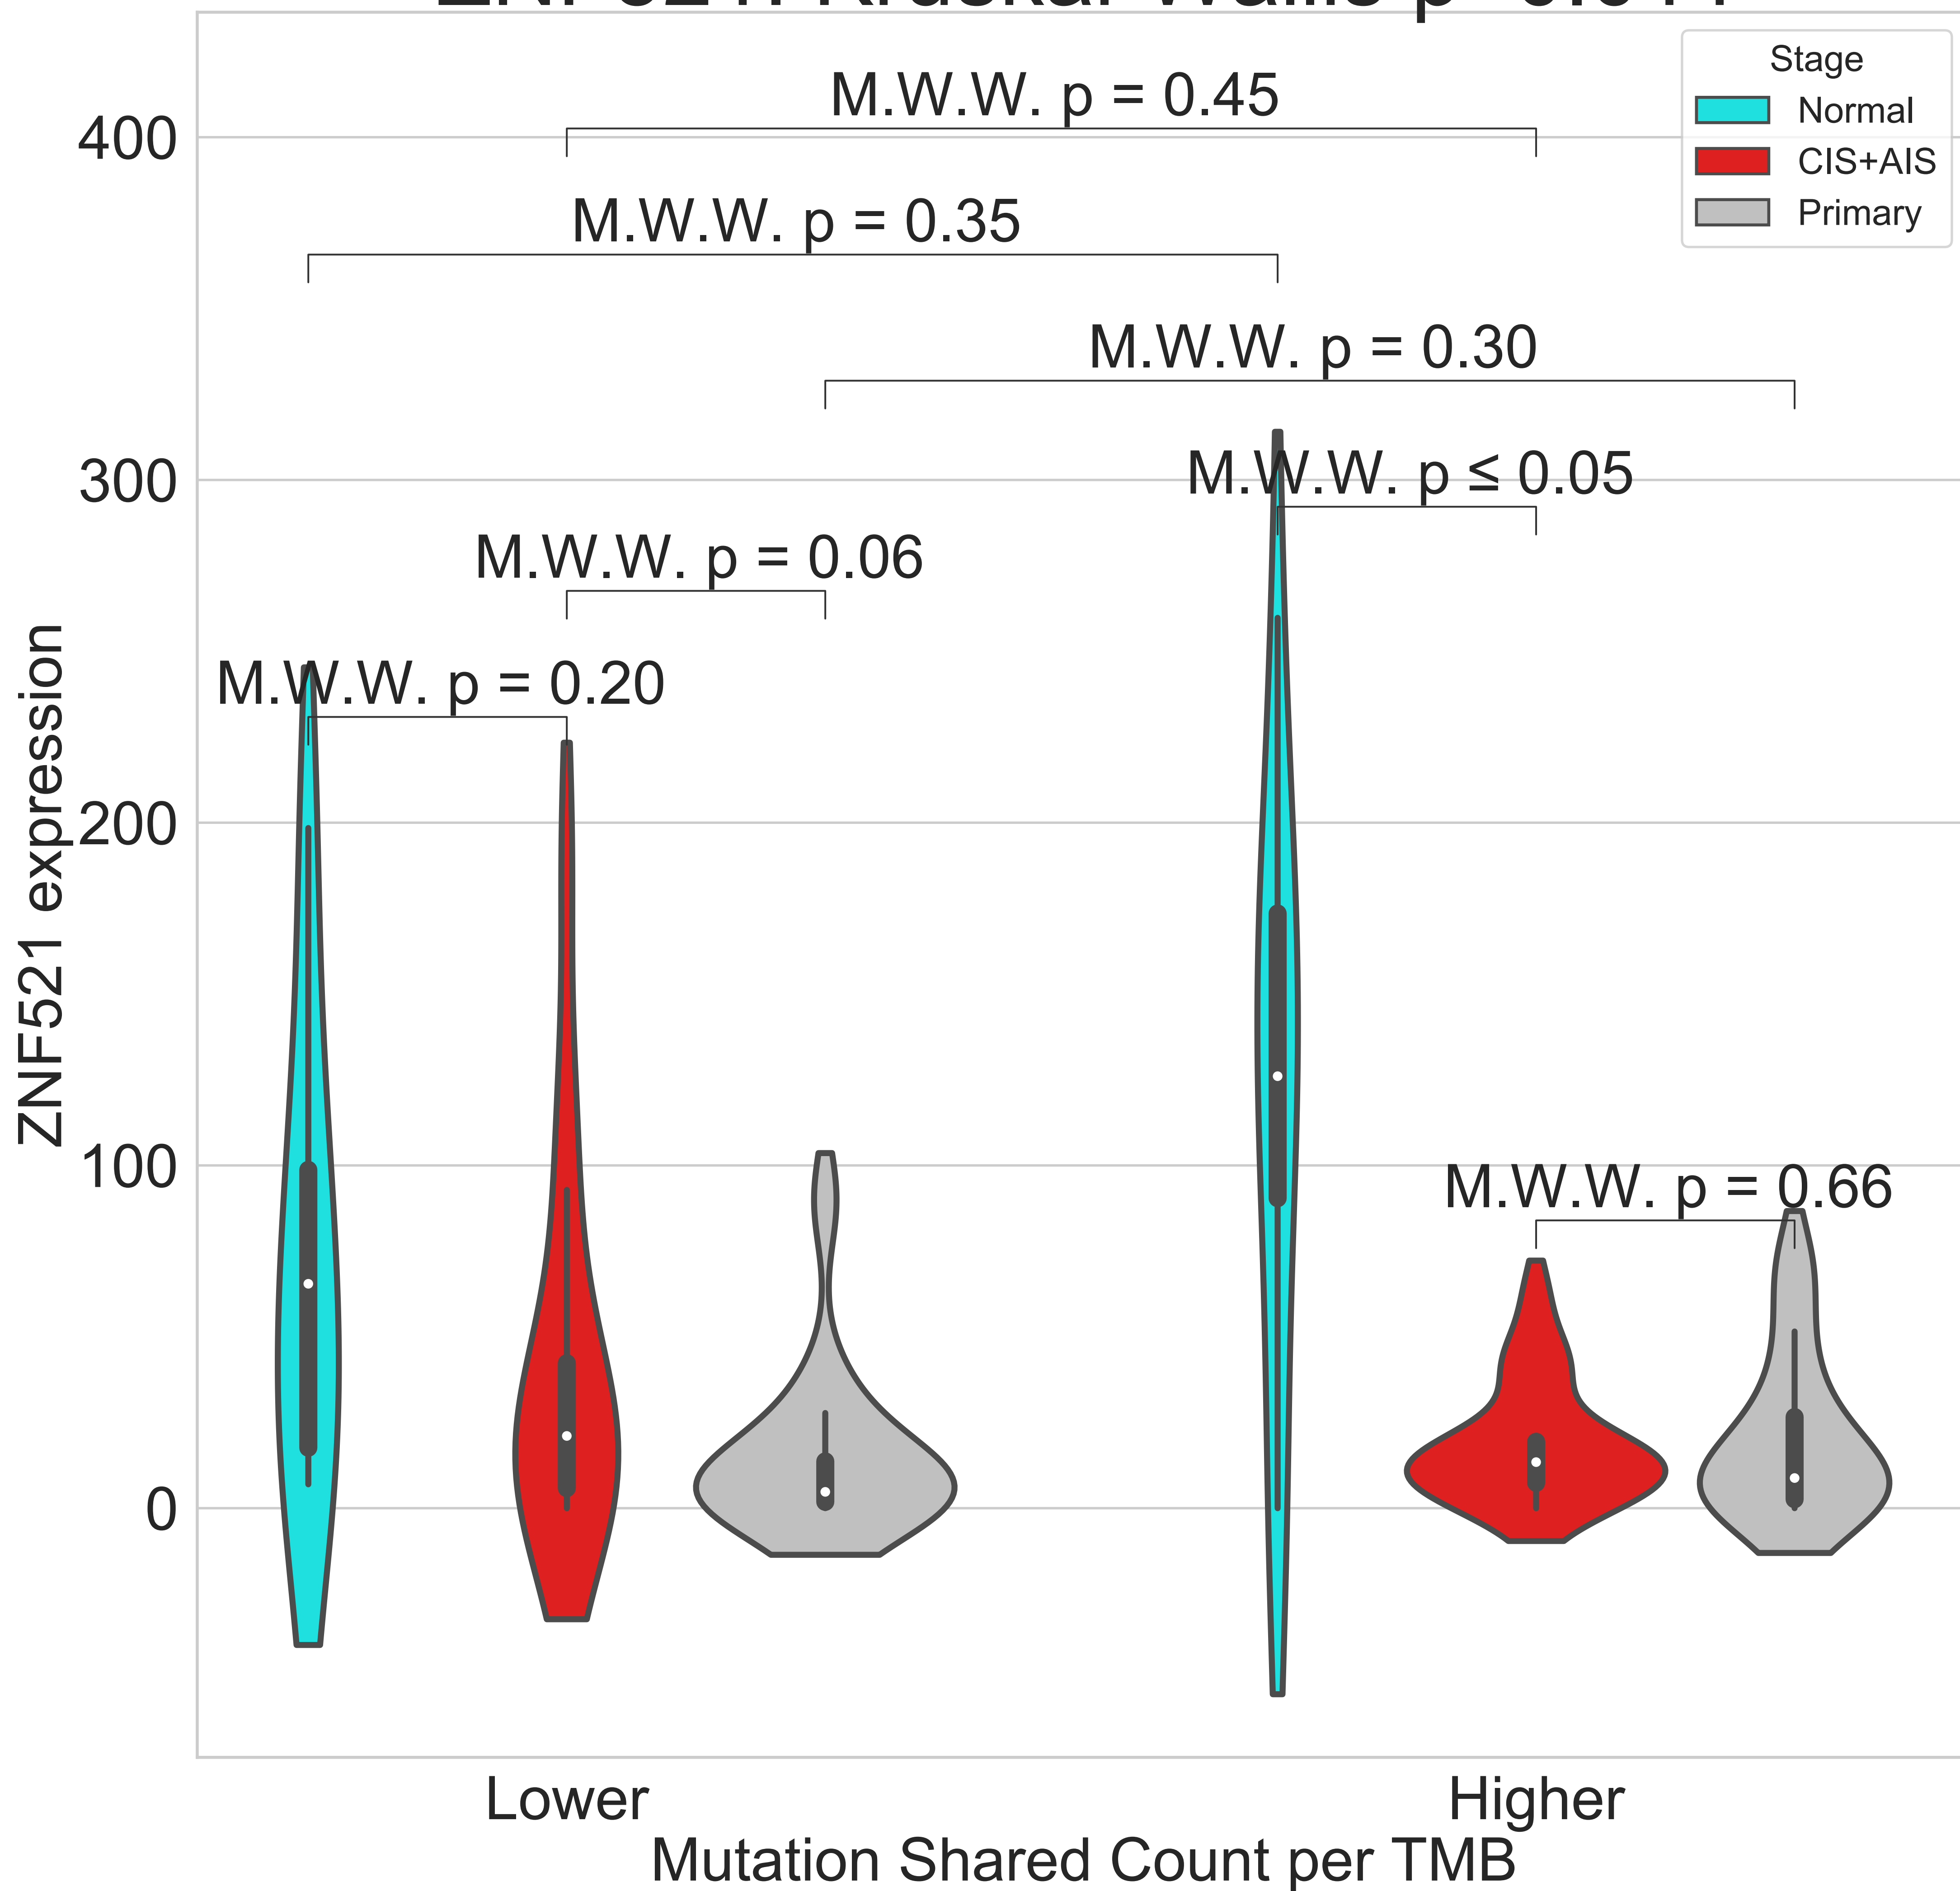 Stage
Normal
CIS+AIS
Primary
M.W.W. p = 0.45
M.W.W. p = 0.35
M.W.W. p = 0.30
M.W.W. p ≤ 0.05
M.W.W. p = 0.06
M.W.W. p = 0.20
M.W.W. p = 0.66
400
300
200
100
0
ZNF521 expression
Lower
Higher
Mutation Shared Count per TMB